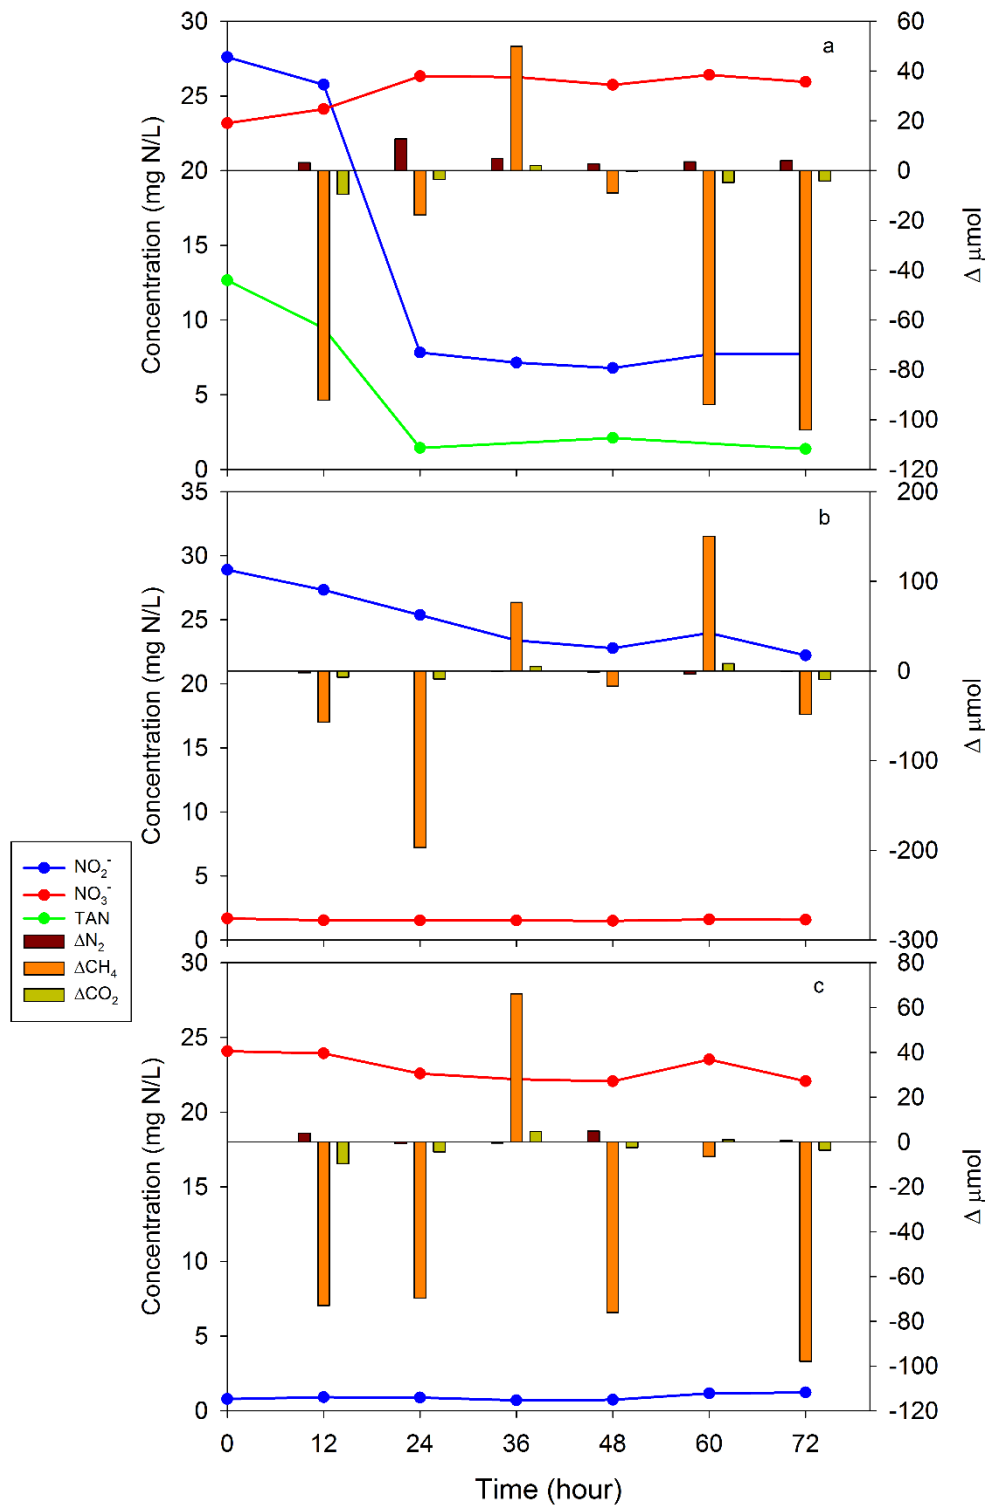 a
30
25
20
15
10
5
0
Concentration (mg N/L)
60
40
20
0
-20
-40
-60
-80
-100
-120
Δ μmol
b
35
30
25
20
15
10
5
0
Concentration (mg N/L)
200
100
0
-100
-200
-300
Δ μmol
NO₂⁻
NO₃⁻
TAN
ΔN₂
ΔCH₄
ΔCO₂
c
30
25
20
15
10
5
0
Concentration (mg N/L)
80
60
40
20
0
-20
-40
-60
-80
-100
-120
Δ μmol
0 12 24 36 48 60 72
Time (hour)